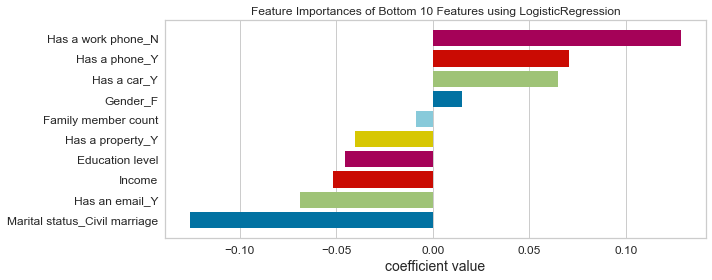 Feature Importances of Bottom 10 Features using LogisticRegression
Has a work phone_N
Has a phone_Y
Has a car_Y
Gender_F
Family member count
Has a property_Y
Education level
Income
Has an email_Y
Marital status_Civil marriage
−0.10 −0.05 0.00 0.05 0.10
coefficient value